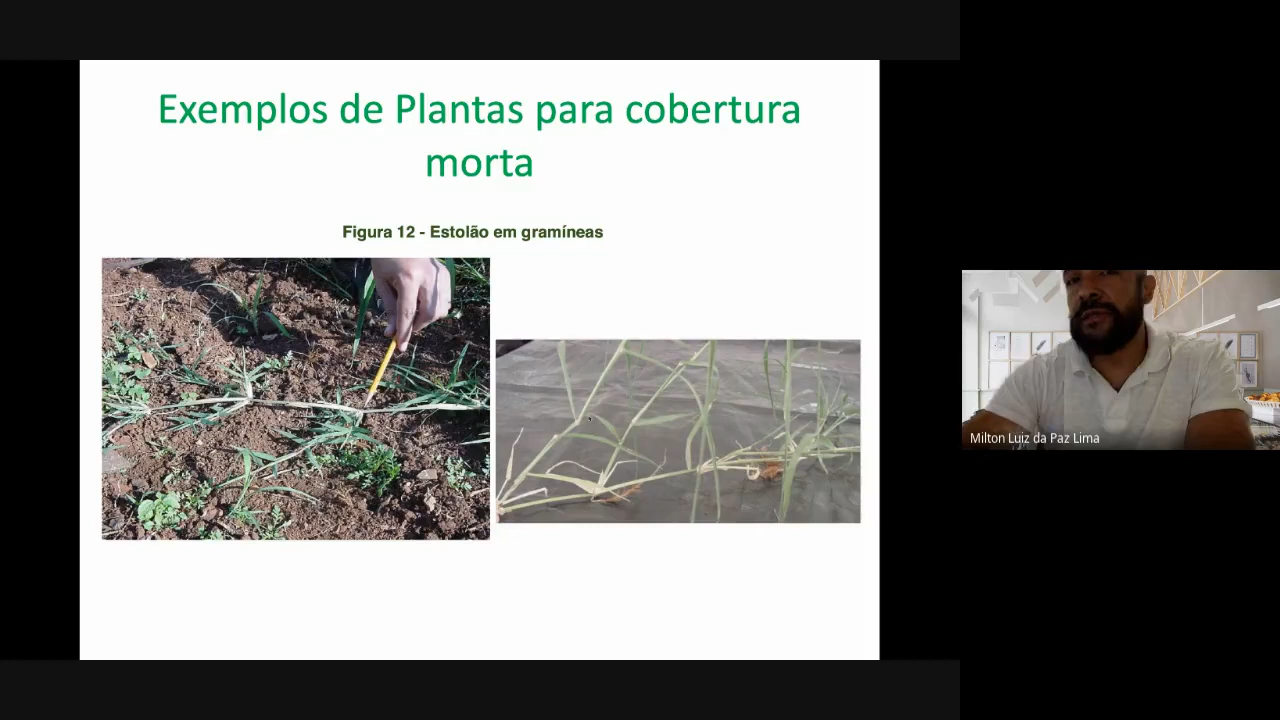 Exemplos de Plantas para cobertura
morta
Figura 12 - Estolão em gramíneas
Milton Luiz da Paz Lima